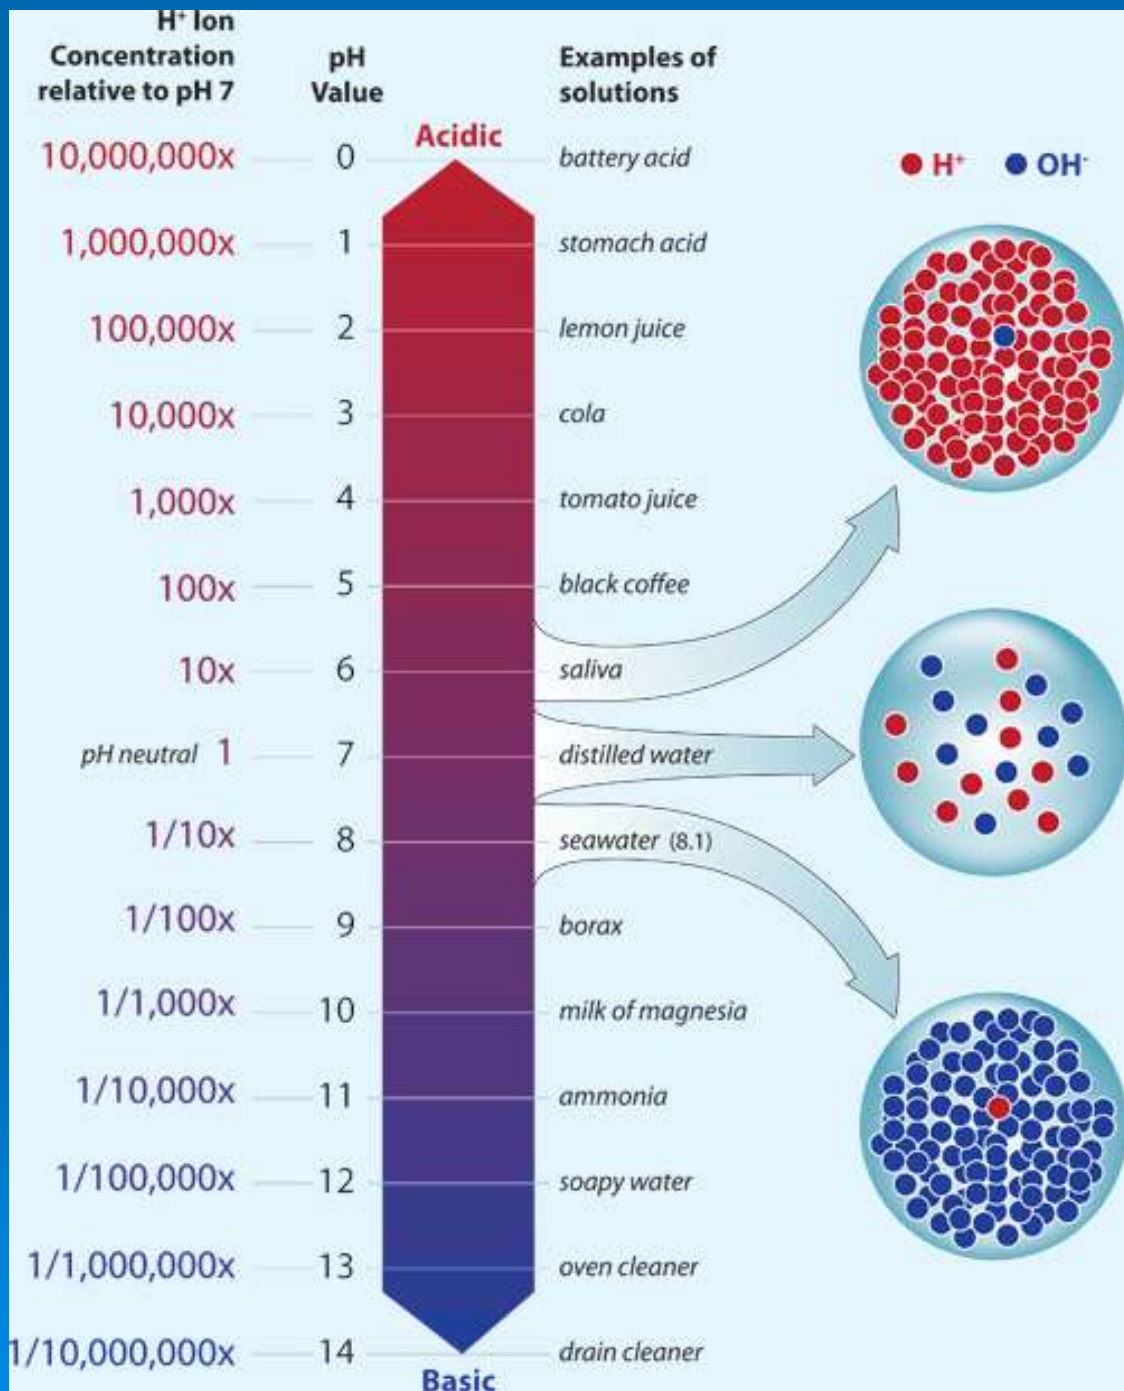 H⁺ Ion
Concentration
relative to pH 7
pH
Value
Examples of
solutions
Acidic
10,000,000x 0 battery acid
H⁺ OH⁻
1,000,000x 1 stomach acid
100,000x 2 lemon juice
10,000x 3 cola
1,000x 4 tomato juice
100x 5 black coffee
10x 6 saliva
pH neutral 1 7 distilled water
1/10x 8 seawater (8.1)
1/100x 9 borax
1/1,000x 10 milk of magnesia
1/10,000x 11 ammonia
1/100,000x 12 soapy water
1/1,000,000x 13 oven cleaner
1/10,000,000x 14 drain cleaner
Basic